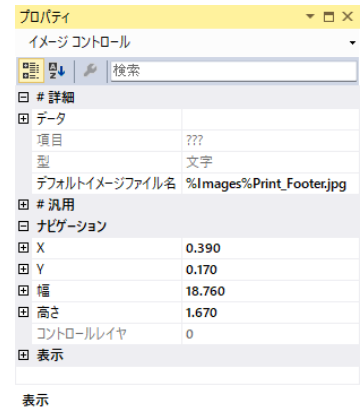 プロパティ
イメージ コントロール
検索
# 詳細
データ
項目 ???
型 文字
デフォルトイメージファイル名 %Images%Print_Footer.jpg
# 汎用
ナビゲーション
X 0.390
Y 0.170
幅 18.760
高さ 1.670
コントロールレイヤ 0
表示
表示